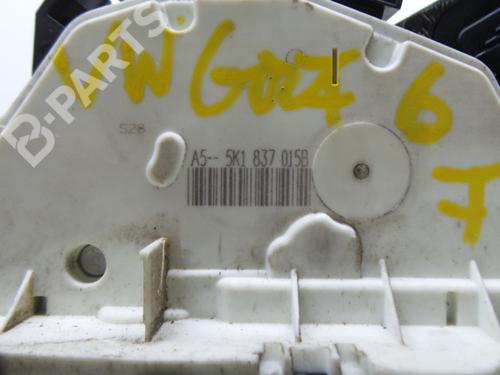 B-PARTS
VW GOLF 6
528
A5-- 5K1 837 015B
7